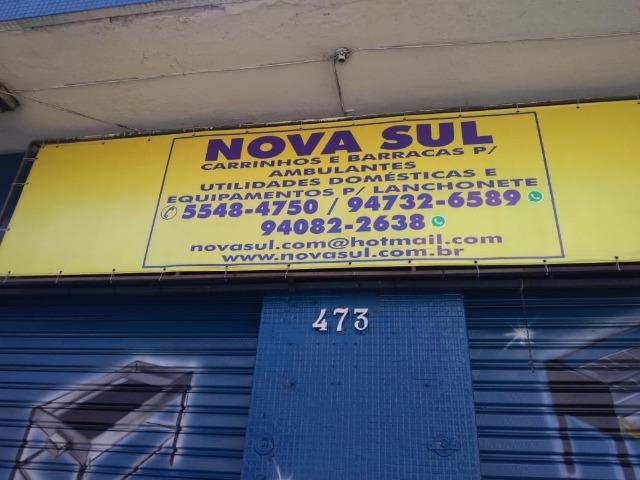 NOVA SUL
CARRINHOS E BARRACAS P/
AMBULANTES
UTILIDADES DOMÉSTICAS E
EQUIPAMENTOS P/ LANCHONETE
5548-4750 / 94732-6589
94082-2638
novasul.com@hotmail.com
www.novasul.com.br
473